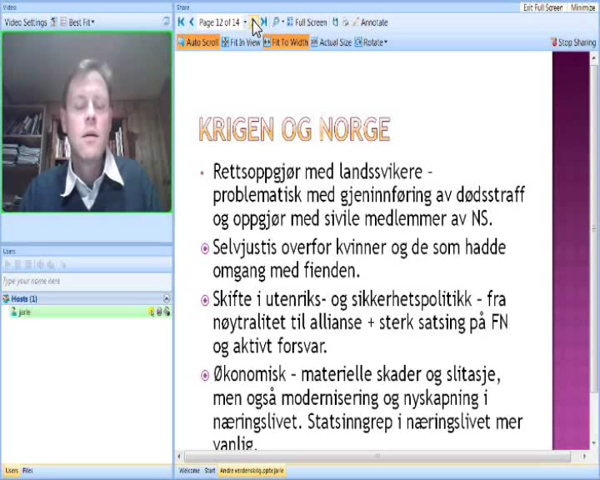 Video
Share
Exit Full Screen
Minimize
Video Settings
Best Fit
Page 12 of 14
Full Screen
Annotate
Auto Scroll
Fit In View
Fit To Width
Actual Size
Rotate
Stop Sharing
KRIGEN OG NORGE
Rettsoppgjør med landssvikere –
problematisk med gjeninnføring av dødsstraff
og oppgjør med sivile medlemmer av NS.
Selvjustis overfor kvinner og de som hadde
omgang med fienden.
Skifte i utenriks- og sikkerhetspolitikk – fra
nøytralitet til allianse + sterk satsing på FN
og aktivt forsvar.
Økonomisk – materielle skader og slitasje,
men også modernisering og nyskapning i
næringslivet. Statsinngrep i næringslivet mer
vanlig.
Users
Type your name here
Hosts (1)
jarle
Users
Files
Welcome
Start
Andre verdenskrig.pptx:jarle